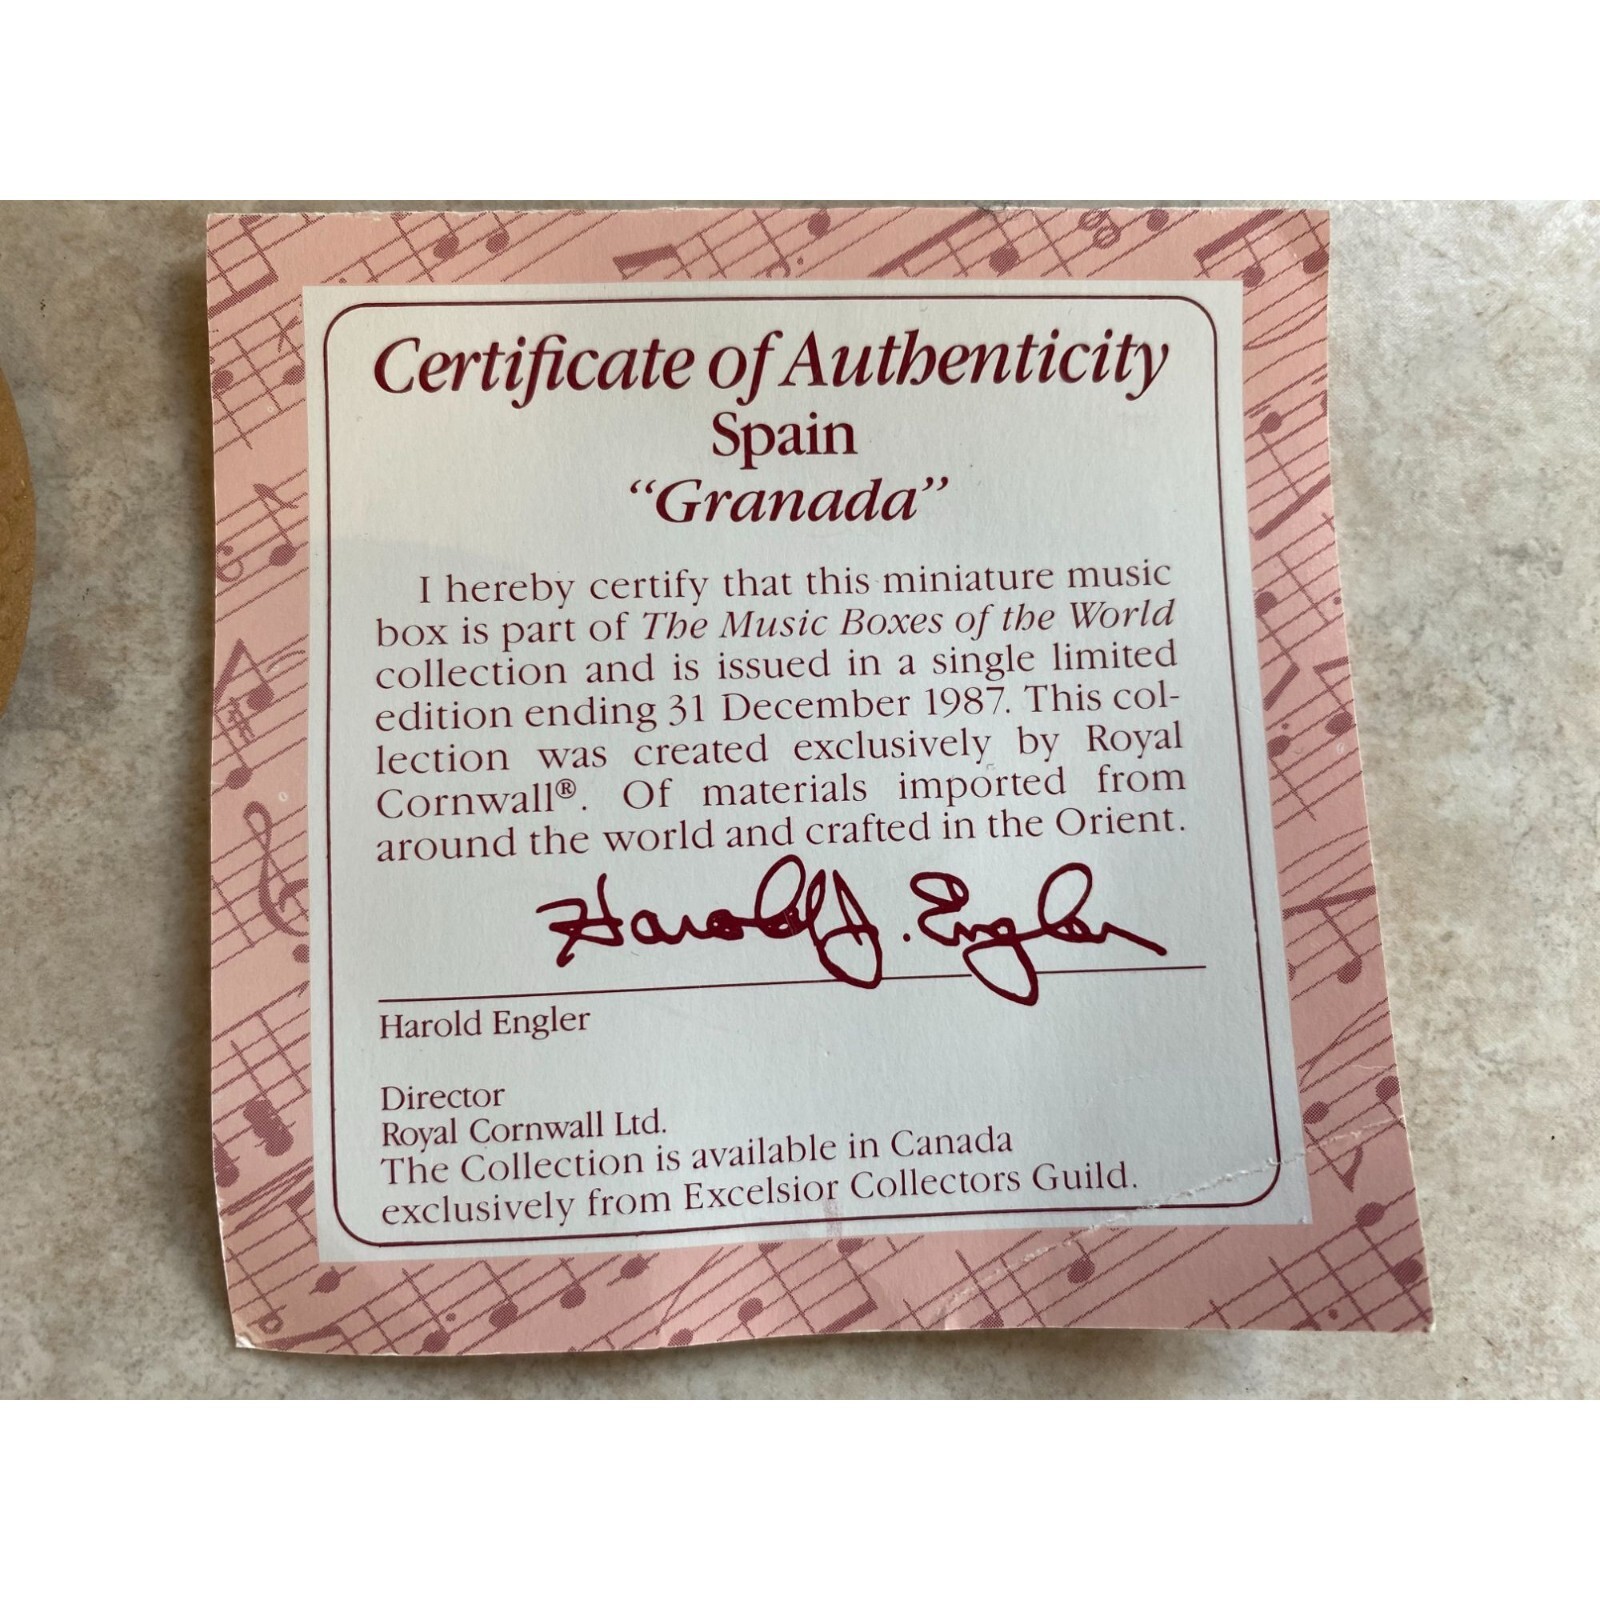 Certificate of Authenticity
Spain
“Granada”
I hereby certify that this miniature music
box is part of The Music Boxes of the World
collection and is issued in a single limited
edition ending 31 December 1987. This col-
lection was created exclusively by Royal
Cornwall®. Of materials imported from
around the world and crafted in the Orient.
Harold J. Engler
Harold Engler
Director
Royal Cornwall Ltd.
The Collection is available in Canada
exclusively from Excelsior Collectors Guild.